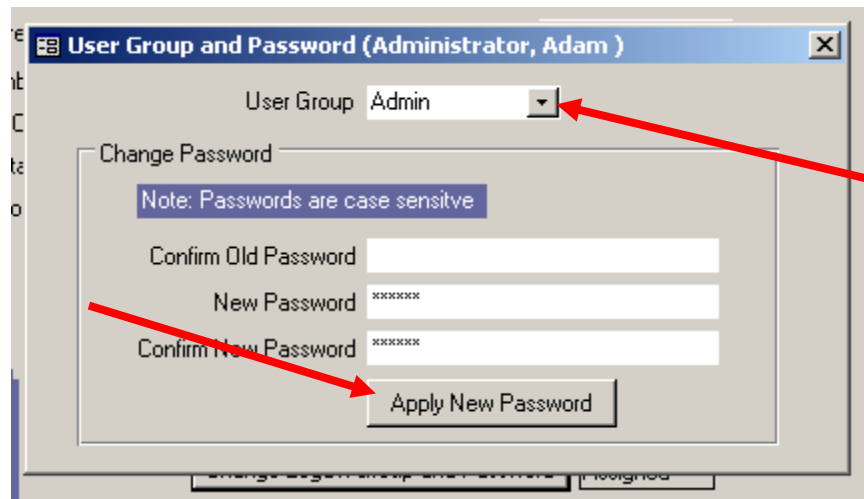 User Group and Password (Administrator, Adam )
User Group Admin
Change Password
Note: Passwords are case sensitve
Confirm Old Password
New Password ******
Confirm New Password ******
Apply New Password